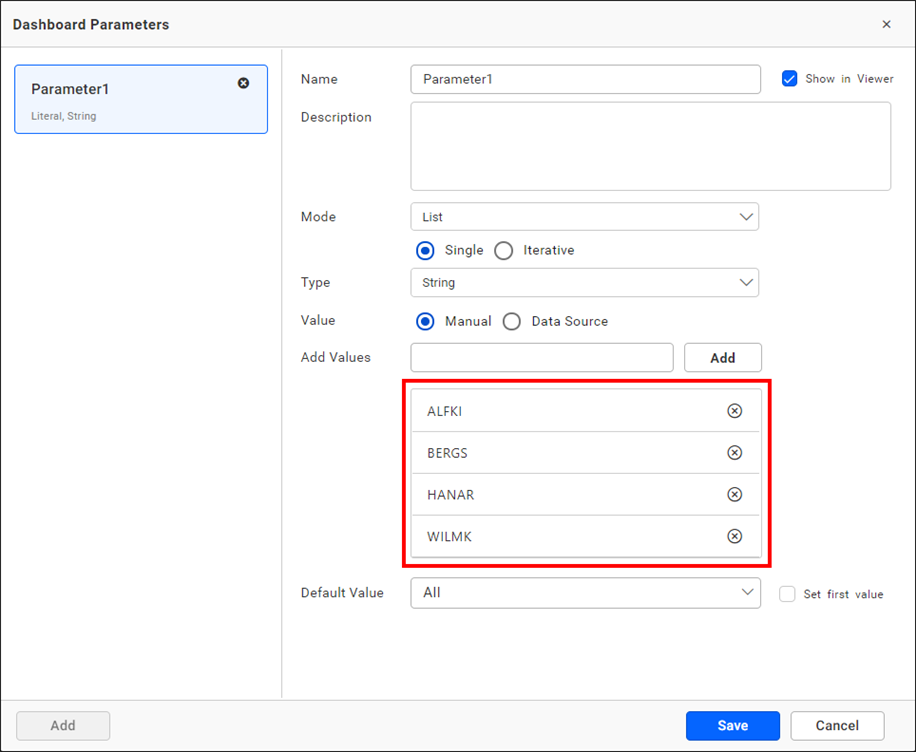 Dashboard Parameters
Parameter1
Literal, String
Name
Parameter1
Show in Viewer
Description
Mode
List
Single
Iterative
Type
String
Value
Manual
Data Source
Add Values
Add
ALFKI
BERGS
HANAR
WILMK
Default Value
All
Set first value
Add
Save
Cancel